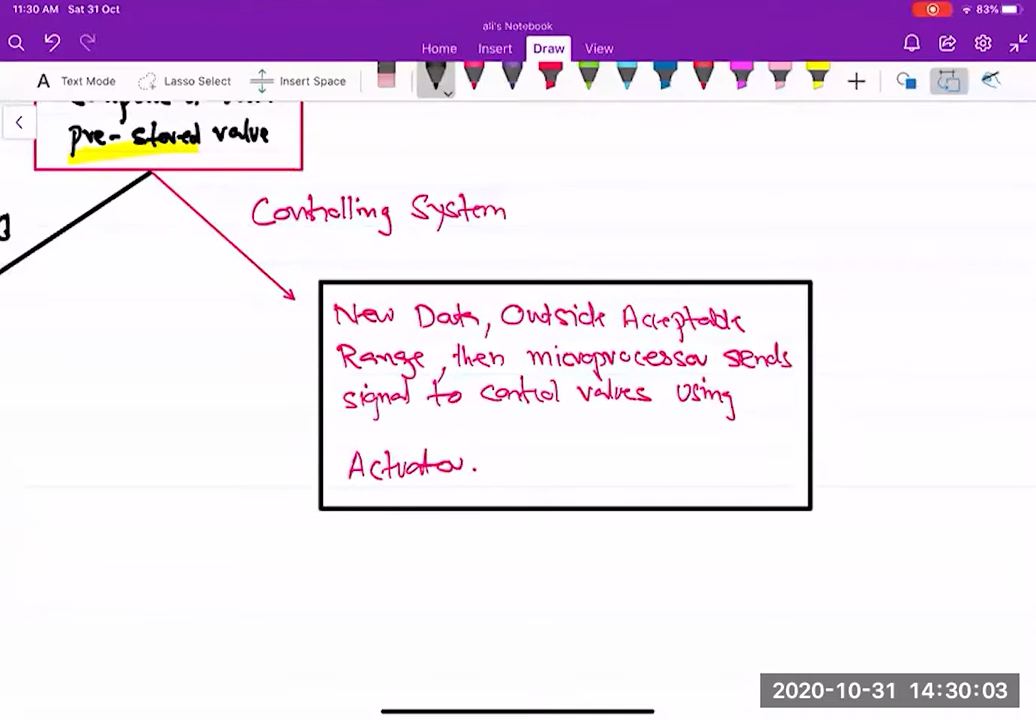 11:30 AM Sat 31 Oct
83%
ali's Notebook
Home Insert Draw View
A Text Mode Lasso Select Insert Space
pre-stored value
Controlling System
New Data, Outside Acceptable
Range, then microprocessor sends
signal to control values using
Actuator.
2020-10-31 14:30:03